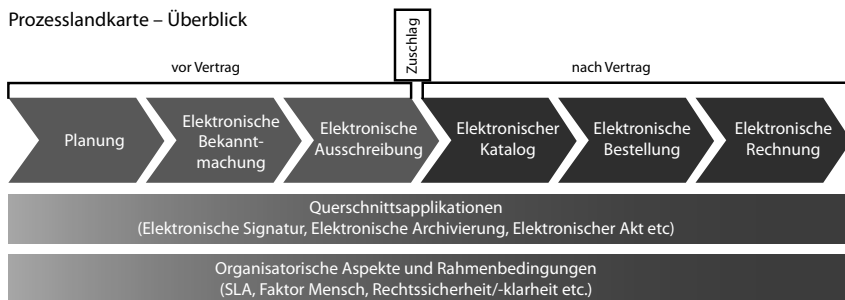 Prozesslandkarte – Überblick
Zuschlag
vor Vertrag
nach Vertrag
Planung
Elektronische
Bekannt-
machung
Elektronische
Ausschreibung
Elektronischer
Katalog
Elektronische
Bestellung
Elektronische
Rechnung
Querschnittsapplikationen
(Elektronische Signatur, Elektronische Archivierung, Elektronischer Akt etc)
Organisatorische Aspekte und Rahmenbedingungen
(SLA, Faktor Mensch, Rechtssicherheit/-klarheit etc.)